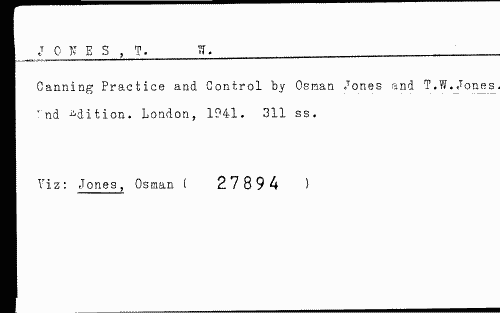 JONES, T. W.
Canning Practice and Control by Osman Jones and T.W.Jones.
2nd Edition. London, 1941. 311 ss.
Viz: Jones, Osman ( 27894 )